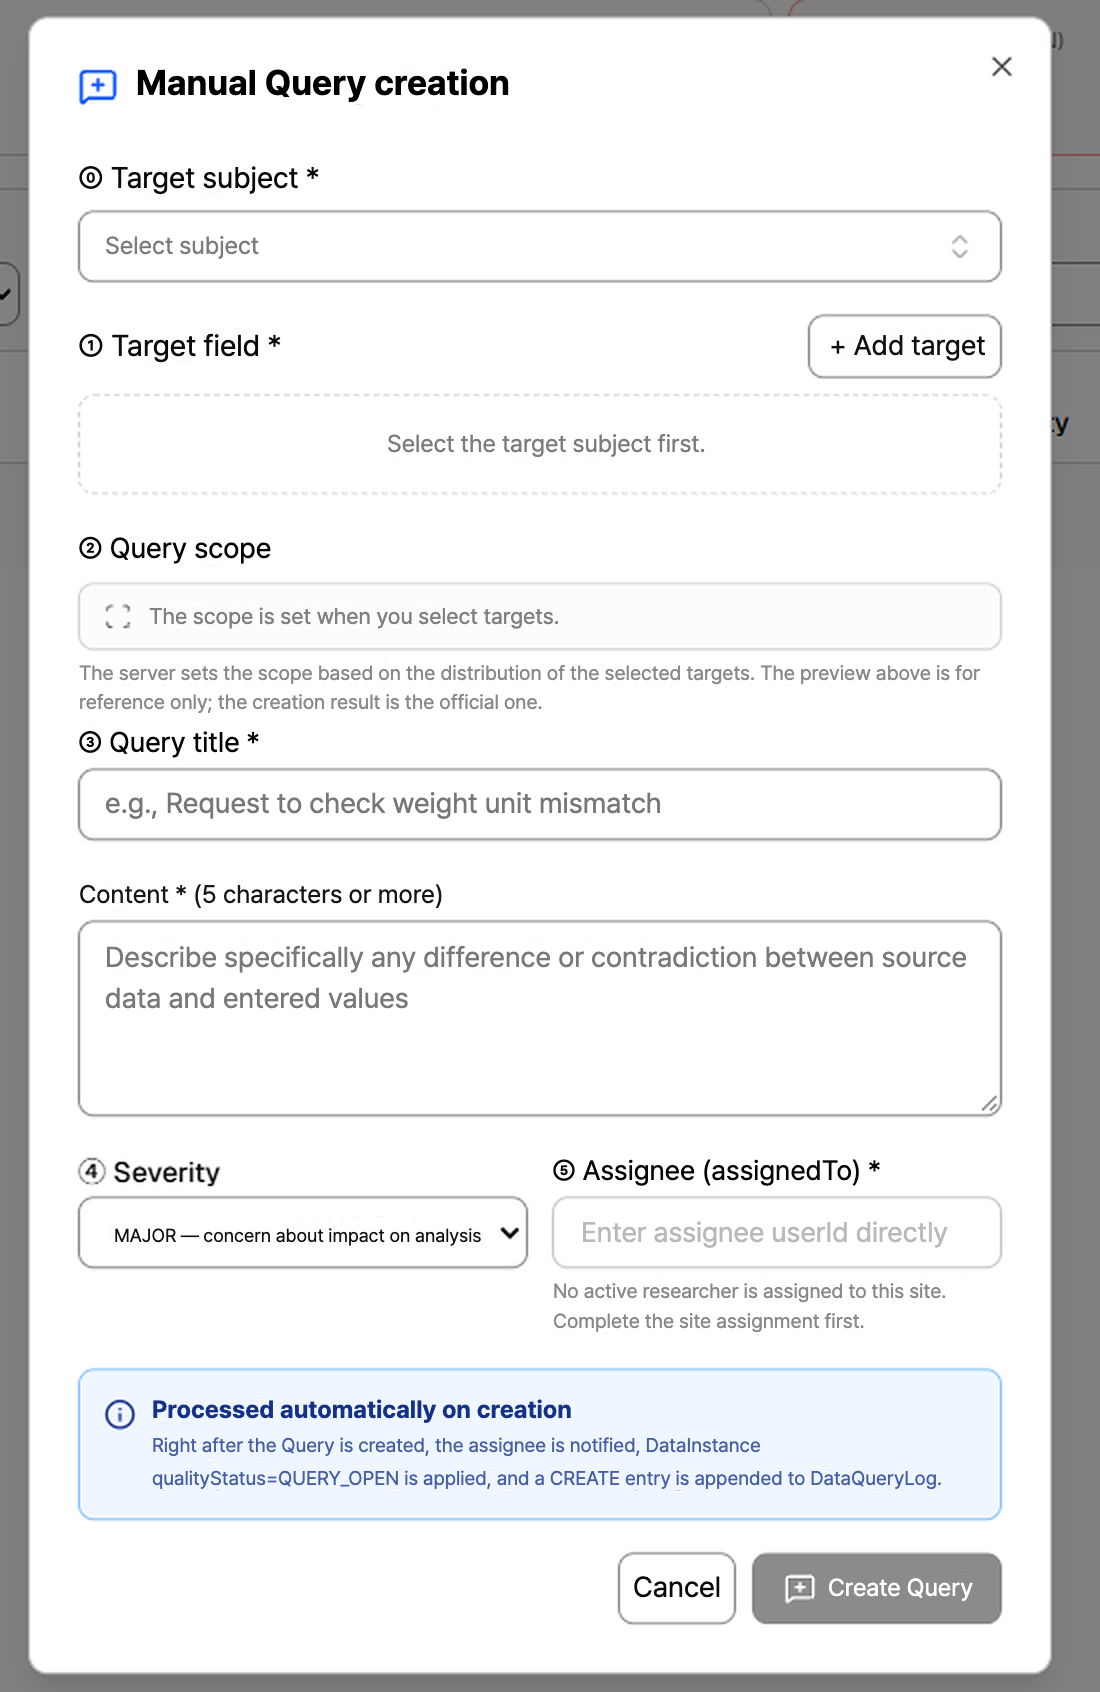 Manual Query creation
⓪ Target subject *
Select subject
① Target field *
+ Add target
Select the target subject first.
② Query scope
The scope is set when you select targets.
The server sets the scope based on the distribution of the selected targets. The preview above is for
reference only; the creation result is the official one.
③ Query title *
e.g., Request to check weight unit mismatch
Content * (5 characters or more)
Describe specifically any difference or contradiction between source
data and entered values
④ Severity
⑤ Assignee (assignedTo) *
MAJOR — concern about impact on analysis
Enter assignee userId directly
No active researcher is assigned to this site.
Complete the site assignment first.
Processed automatically on creation
Right after the Query is created, the assignee is notified, DataInstance
qualityStatus=QUERY_OPEN is applied, and a CREATE entry is appended to DataQueryLog.
Cancel
Create Query